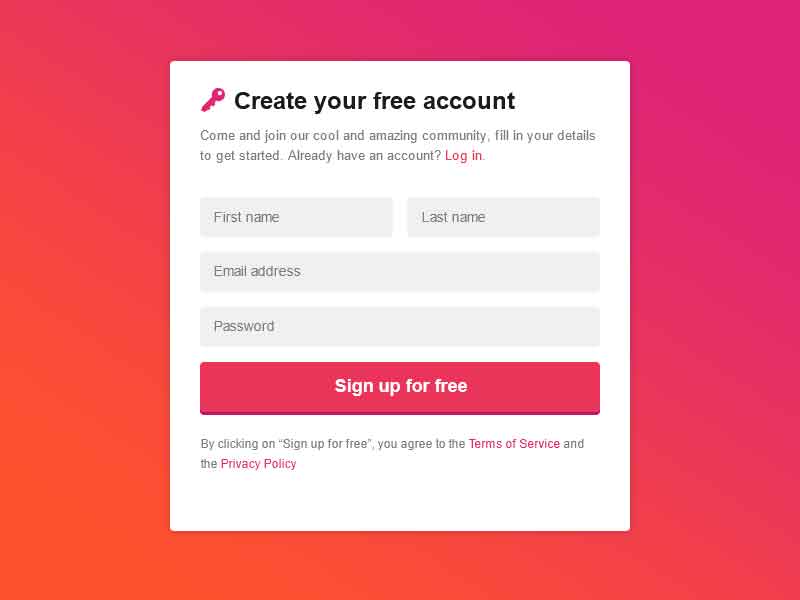 Create your free account
Come and join our cool and amazing community, fill in your details
to get started. Already have an account? Log in.
First name
Last name
Email address
Password
Sign up for free
By clicking on “Sign up for free”, you agree to the Terms of Service and
the Privacy Policy